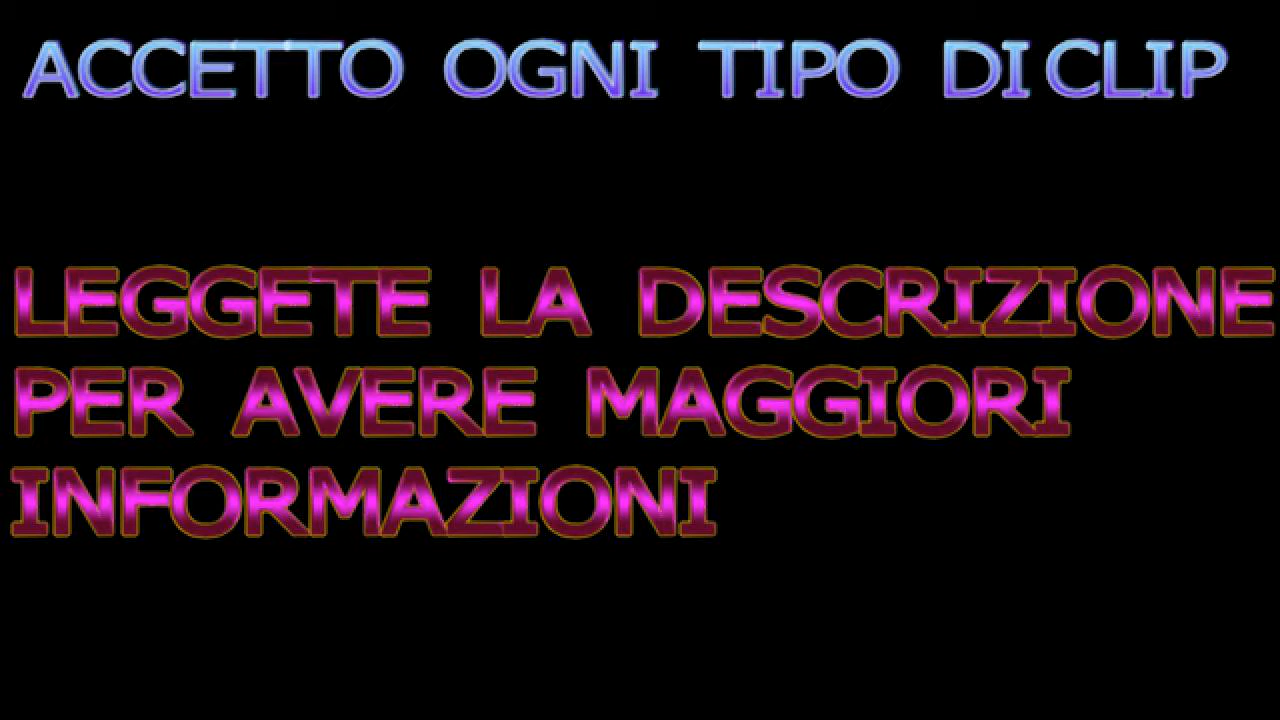 ACCETTO OGNI TIPO DI CLIP
LEGGETE LA DESCRIZIONE
PER AVERE MAGGIORI
INFORMAZIONI